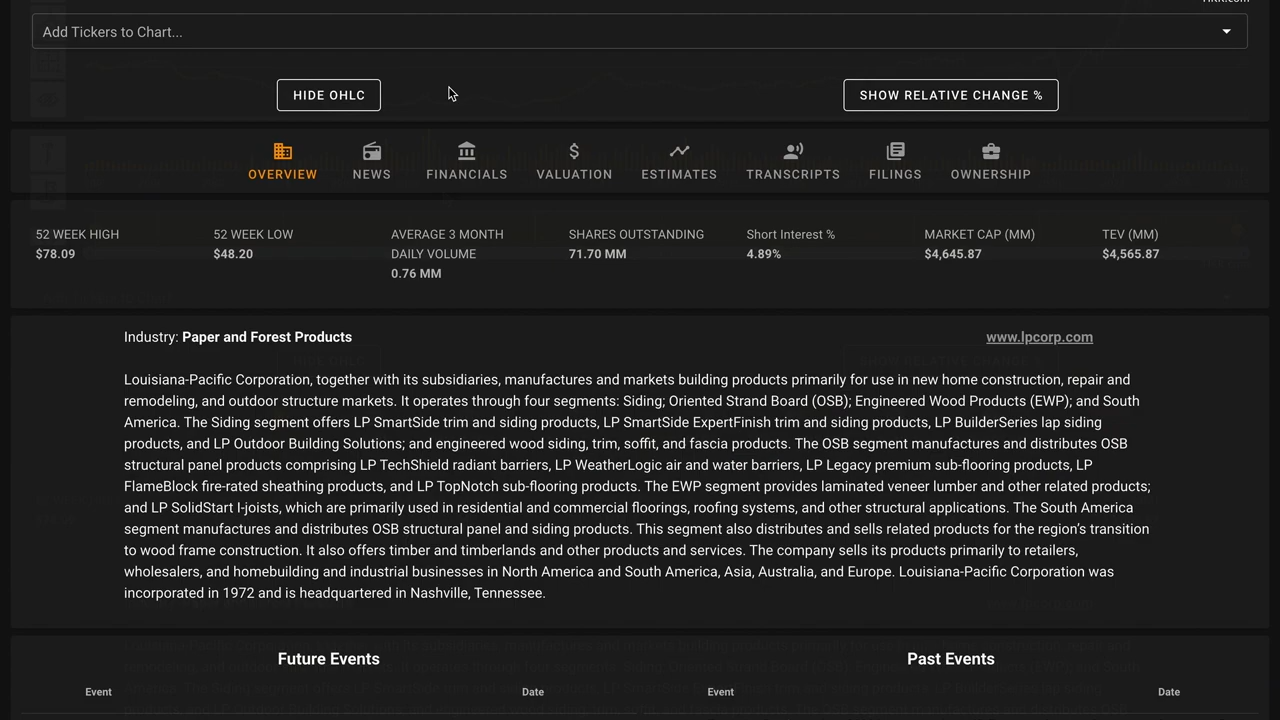 Add Tickers to Chart...
HIDE OHLC
SHOW RELATIVE CHANGE %
OVERVIEW
NEWS
FINANCIALS
VALUATION
ESTIMATES
TRANSCRIPTS
FILINGS
OWNERSHIP
52 WEEK HIGH
$78.09
52 WEEK LOW
$48.20
AVERAGE 3 MONTH
DAILY VOLUME
0.76 MM
SHARES OUTSTANDING
71.70 MM
Short Interest %
4.89%
MARKET CAP (MM)
$4,645.87
TEV (MM)
$4,565.87
Industry: Paper and Forest Products
www.lpcorp.com
Louisiana-Pacific Corporation, together with its subsidiaries, manufactures and markets building products primarily for use in new home construction, repair and
remodeling, and outdoor structure markets. It operates through four segments: Siding; Oriented Strand Board (OSB); Engineered Wood Products (EWP); and South
America. The Siding segment offers LP SmartSide trim and siding products, LP SmartSide ExpertFinish trim and siding products, LP BuilderSeries lap siding
products, and LP Outdoor Building Solutions; and engineered wood siding, trim, soffit, and fascia products. The OSB segment manufactures and distributes OSB
structural panel products comprising LP TechShield radiant barriers, LP WeatherLogic air and water barriers, LP Legacy premium sub-flooring products, LP
FlameBlock fire-rated sheathing products, and LP TopNotch sub-flooring products. The EWP segment provides laminated veneer lumber and other related products;
and LP SolidStart I-joists, which are primarily used in residential and commercial floorings, roofing systems, and other structural applications. The South America
segment manufactures and distributes OSB structural panel and siding products. This segment also distributes and sells related products for the region's transition
to wood frame construction. It also offers timber and timberlands and other products and services. The company sells its products primarily to retailers,
wholesalers, and homebuilding and industrial businesses in North America and South America, Asia, Australia, and Europe. Louisiana-Pacific Corporation was
incorporated in 1972 and is headquartered in Nashville, Tennessee.
Future Events
Past Events
Event
Date
Event
Date